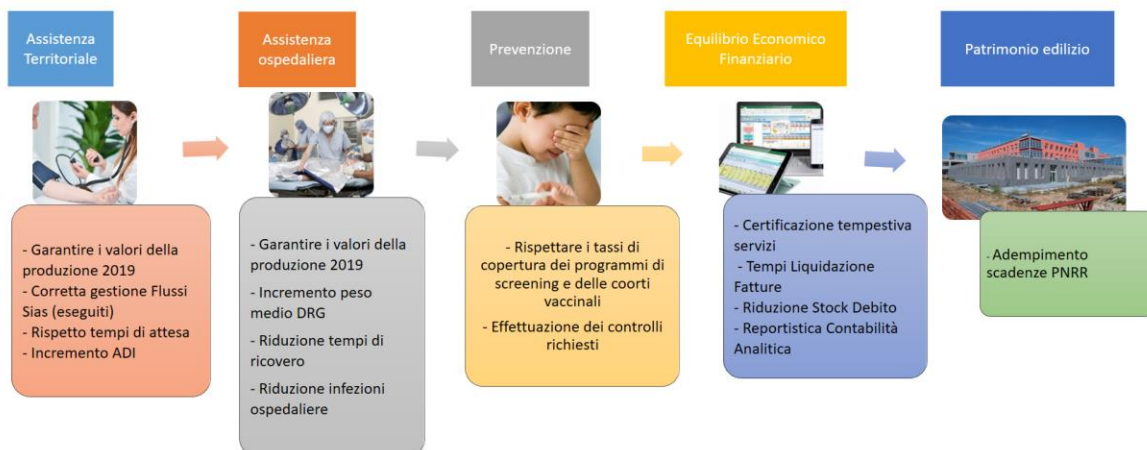 Assistenza
Territoriale
Assistenza
ospedaliera
Prevenzione
Equilibrio Economico
Finanziario
Patrimonio edilizio
- Garantire i valori della
produzione 2019
- Corretta gestione Flussi
Sias (eseguiti)
- Rispetto tempi di attesa
- Incremento ADI
- Garantire i valori della
produzione 2019
- Incremento peso
medio DRG
- Riduzione tempi di
ricovero
- Riduzione infezioni
ospedaliere
- Rispettare i tassi di
copertura dei programmi di
screening e delle coorti
vaccinali
- Effettuazione dei controlli
richiesti
- Certificazione tempestiva
servizi
- Tempi Liquidazione
Fatture
- Riduzione Stock Debito
- Reportistica Contabilità
Analitica
- Adempimento
scadenze PNRR